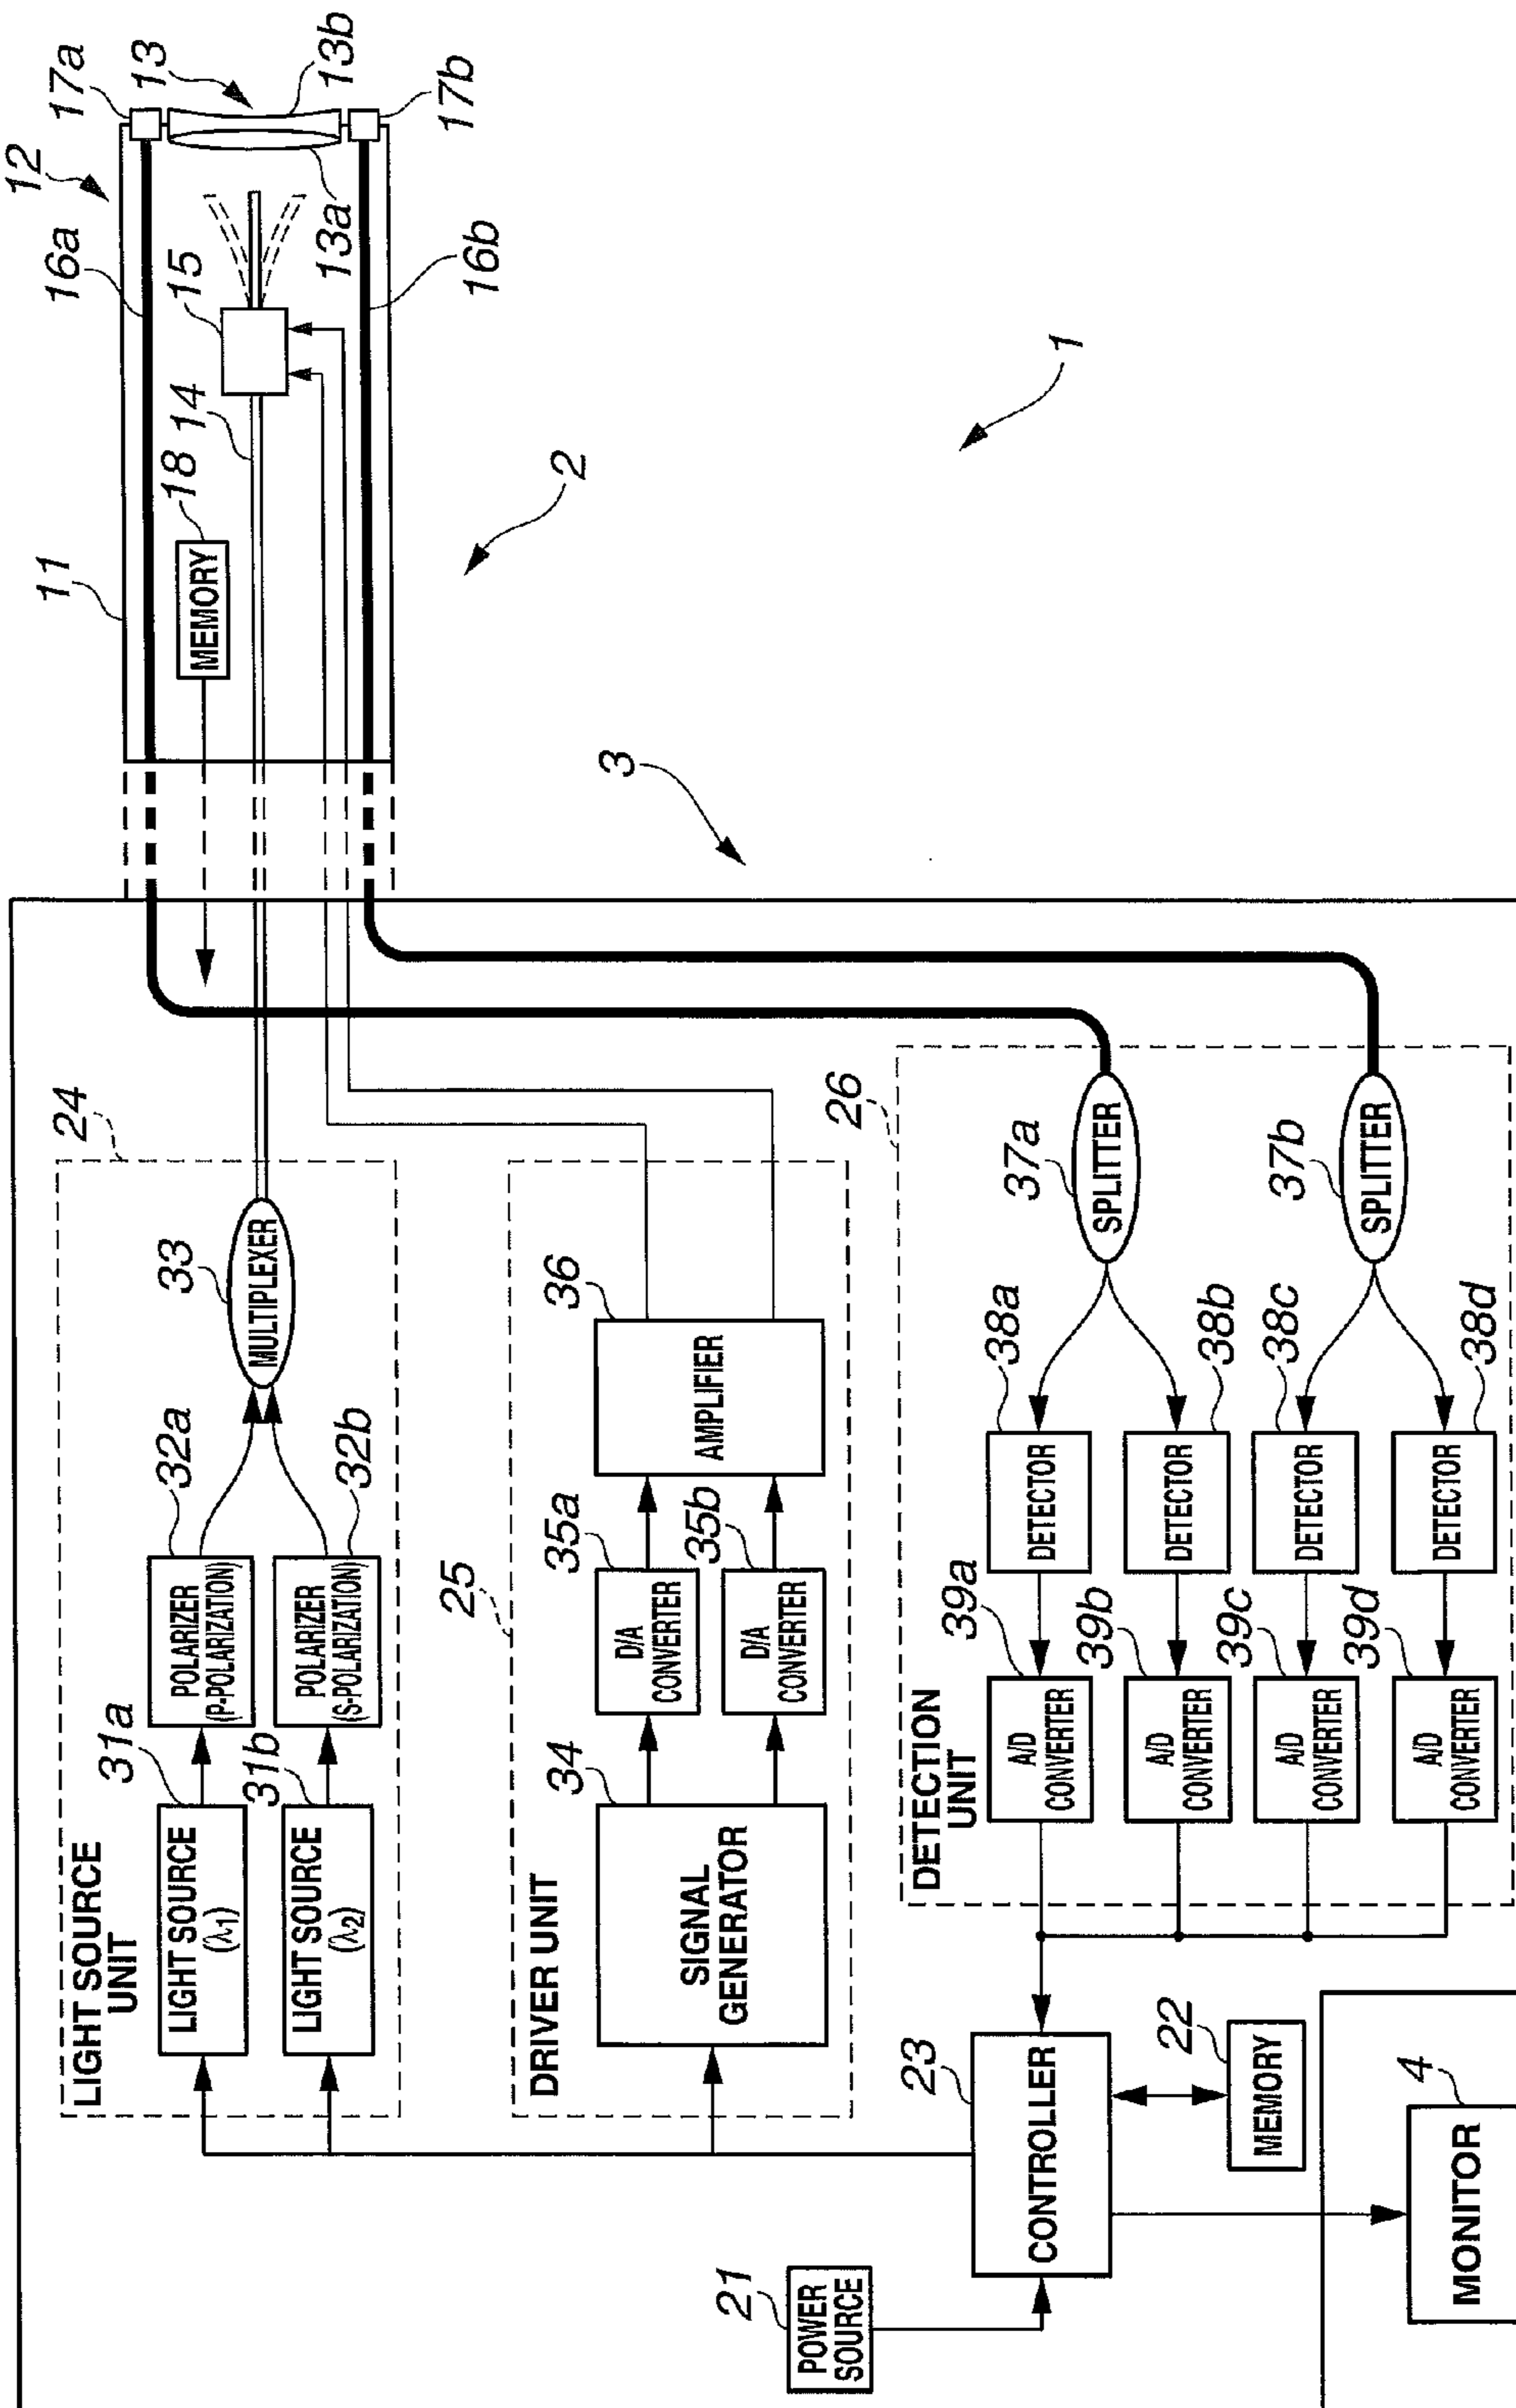 LIGHT SOURCE
UNIT
24
LIGHT SOURCE
(λ1)
31a
POLARIZER
(P-POLARIZATION)
32a
LIGHT SOURCE
(λ2)
31b
POLARIZER
(S-POLARIZATION)
32b
MULTIPLEXER
33
DRIVER UNIT
25
SIGNAL
GENERATOR
34
D/A
CONVERTER
35a
D/A
CONVERTER
35b
AMPLIFIER
36
DETECTION
UNIT
26
A/D
CONVERTER
39a
DETECTOR
38a
A/D
CONVERTER
39b
DETECTOR
38b
SPLITTER
37a
A/D
CONVERTER
39c
DETECTOR
38c
A/D
CONVERTER
39d
DETECTOR
38d
SPLITTER
37b
POWER
SOURCE
21
CONTROLLER
23
MEMORY
22
MONITOR
4
3
2
1
11
MEMORY
18
14
15
16a
12
17a
13
13b
13a
16b
17b